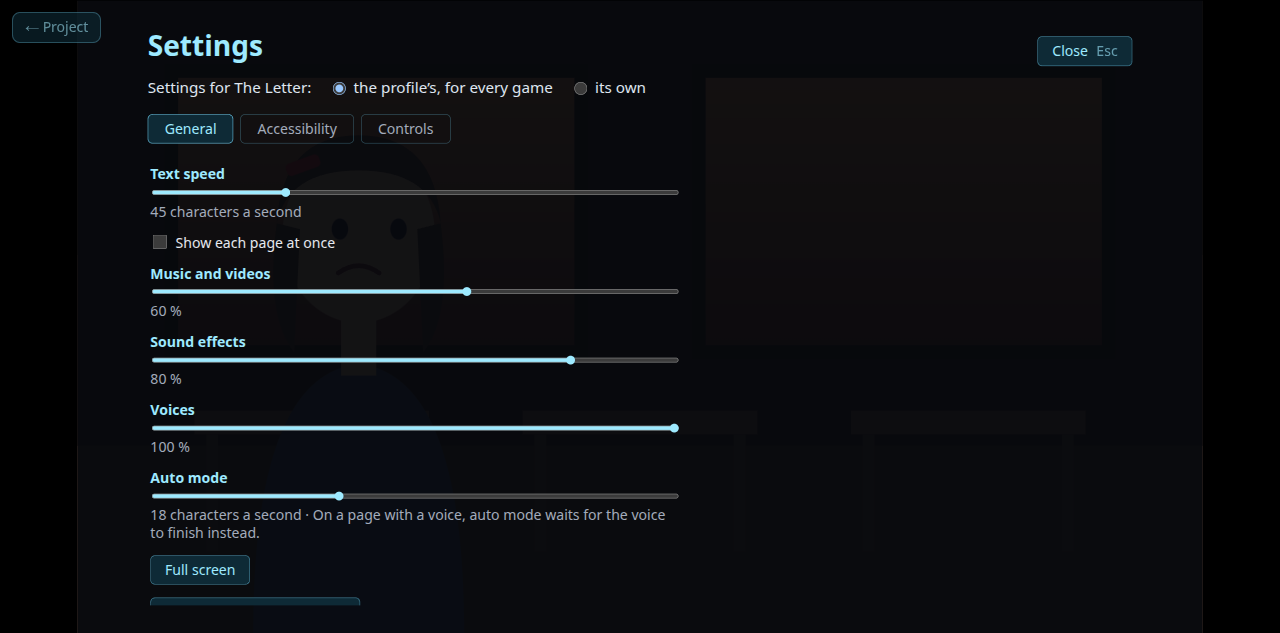 ← Project
Settings
Close Esc
Settings for The Letter: the profile's, for every game its own
General Accessibility Controls
Text speed
45 characters a second
Show each page at once
Music and videos
60 %
Sound effects
80 %
Voices
100 %
Auto mode
18 characters a second · On a page with a voice, auto mode waits for the voice
to finish instead.
Full screen